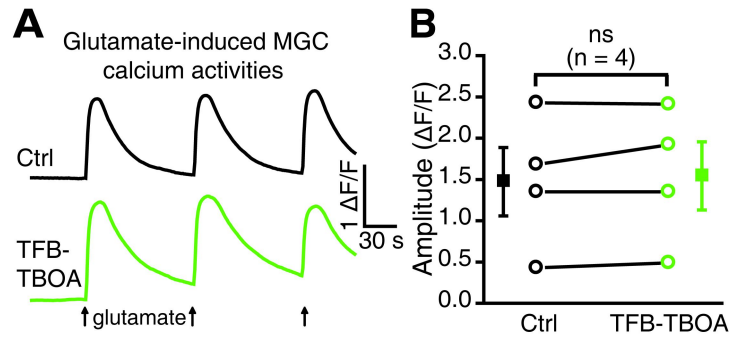 A
Glutamate-induced MGC
calcium activities
Ctrl
1 ΔF/F
30 s
TFB-
TBOA
glutamate
B
ns
(n = 4)
Amplitude (ΔF/F)
3.0
2.5
2.0
1.5
1.0
0.5
0.0
Ctrl
TFB-TBOA